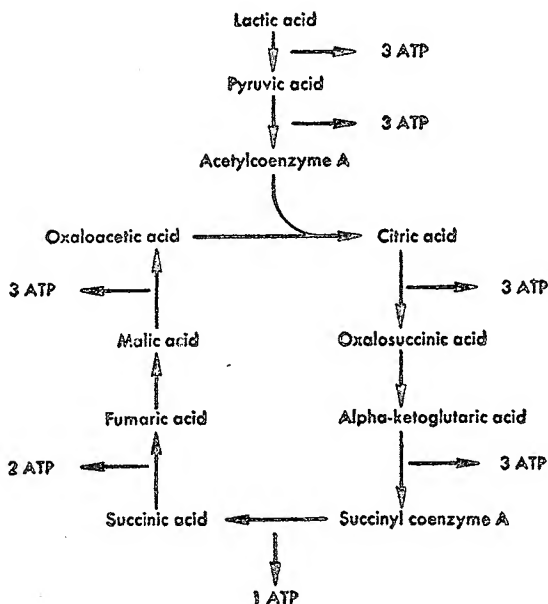 Lactic acid
3 ATP
Pyruvic acid
3 ATP
Acetylcoenzyme A
Oxaloacetic acid
Citric acid
3 ATP
3 ATP
Malic acid
Oxalosuccinic acid
Fumaric acid
Alpha-ketoglutaric acid
2 ATP
3 ATP
Succinic acid
Succinyl coenzyme A
1 ATP